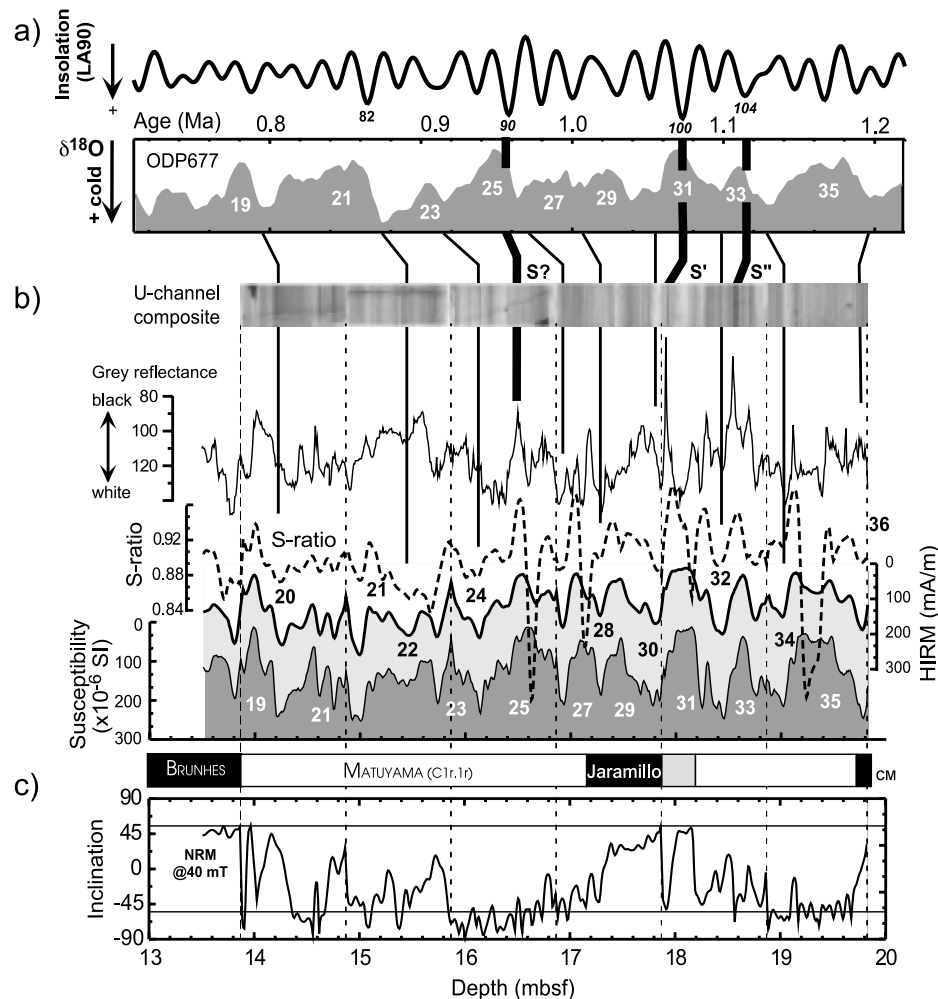 a)
Insolation
(LA90)
+
82
90
100
104
Age (Ma) 0.8 0.9 1.0 1.1 1.2
δ18O
+ cold
ODP677
19 21 23 25 27 29 31 33 35
S? S' S"
b)
U-channel
composite
Grey reflectance
black
white
80
100
120
S-ratio
0.92
0.88
0.84
S-ratio
20 21 22 24 28 30 32 34 36
0
100
200
300
HIRM (mA/m)
Susceptibility
(x10-6 SI)
0
100
200
300
19 21 23 25 27 29 31 33 35
BRUNHES MATUYAMA (C1r.1r) Jaramillo CM
c)
Inclination
90
45
0
-45
-90
NRM
@40 mT
13 14 15 16 17 18 19 20
Depth (mbsf)